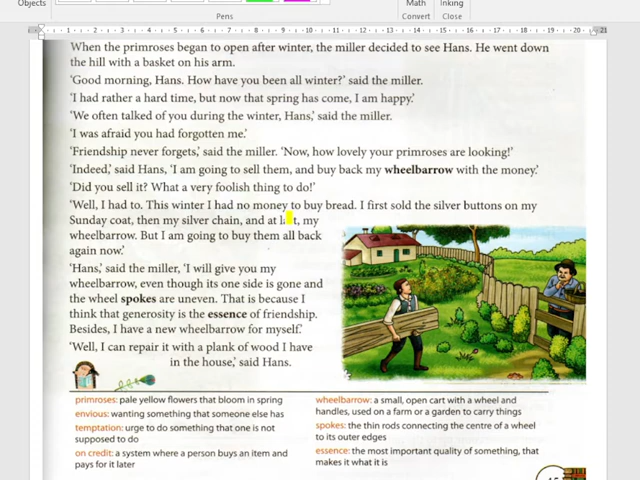 Objects
Pens
Math
Convert
Inking
Close
When the primroses began to open after winter, the miller decided to see Hans. He went down
the hill with a basket on his arm.
‘Good morning, Hans. How have you been all winter?’ said the miller.
‘I had rather a hard time, but now that spring has come, I am happy.’
‘We often talked of you during the winter, Hans,’ said the miller.
‘I was afraid you had forgotten me.’
‘Friendship never forgets,’ said the miller. ‘Now, how lovely your primroses are looking!’
‘Indeed,’ said Hans, ‘I am going to sell them, and buy back my wheelbarrow with the money.’
‘Did you sell it? What a very foolish thing to do!’
‘Well, I had to. This winter I had no money to buy bread. I first sold the silver buttons on my
Sunday coat, then my silver chain, and at last, my
wheelbarrow. But I am going to buy them all back
again now.’
‘Hans,’ said the miller, ‘I will give you my
wheelbarrow, even though its one side is gone and
the wheel spokes are uneven. That is because I
think that generosity is the essence of friendship.
Besides, I have a new wheelbarrow for myself.’
‘Well, I can repair it with a plank of wood I have
in the house,’ said Hans.
primroses: pale yellow flowers that bloom in spring
envious: wanting something that someone else has
temptation: urge to do something that one is not
supposed to do
on credit: a system where a person buys an item and
pays for it later
wheelbarrow: a small, open cart with a wheel and
handles, used on a farm or a garden to carry things
spokes: the thin rods connecting the centre of a wheel
to its outer edges
essence: the most important quality of something, that
makes it what it is